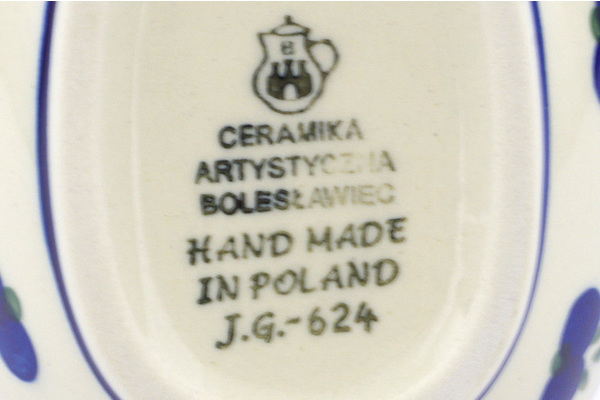 B
CERAMIKA
ARTYSTYCZNA
BOLESŁAWIEC
HAND MADE
IN POLAND
J.G.-624